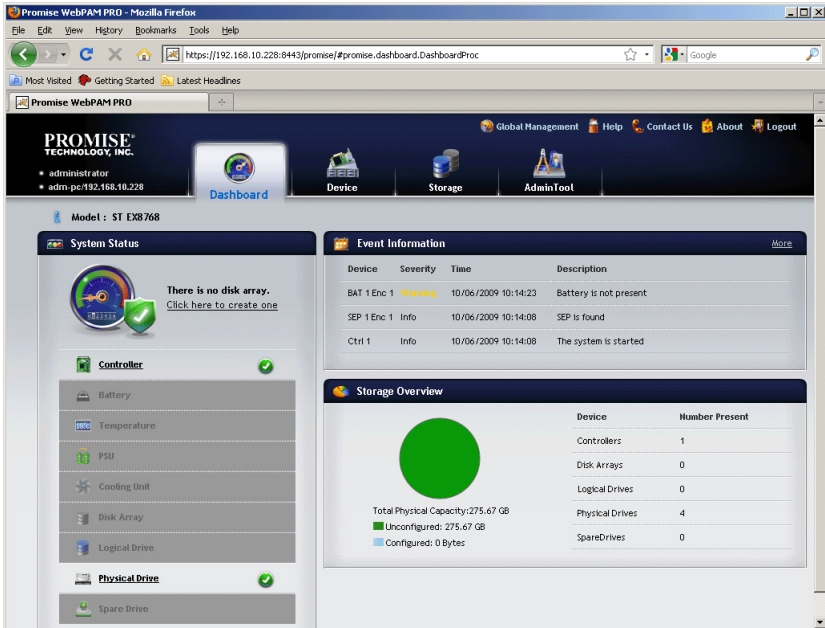 Promise WebPAM PRO - Mozilla Firefox
File Edit View History Bookmarks Tools Help
https://192.168.10.228:8443/promise/#promise.dashboard.DashboardProc
Google
Most Visited Getting Started Latest Headlines
Promise WebPAM PRO
Global Management Help Contact Us About Logout
PROMISE®
TECHNOLOGY, INC.
administrator
adm-pc/192.168.10.228
Dashboard Device Storage AdminTool
Model : ST EX8768
System Status
There is no disk array.
Click here to create one
Controller
Battery
Temperature
PSU
Cooling Unit
Disk Array
Logical Drive
Physical Drive
Spare Drive
Event Information More
Device Severity Time Description
BAT 1 Enc 1 Warning 10/06/2009 10:14:23 Battery is not present
SEP 1 Enc 1 Info 10/06/2009 10:14:08 SEP is found
Ctrl 1 Info 10/06/2009 10:14:08 The system is started
Storage Overview
Total Physical Capacity:275.67 GB
Unconfigured: 275.67 GB
Configured: 0 Bytes
Device Number Present
Controllers 1
Disk Arrays 0
Logical Drives 0
Physical Drives 4
SpareDrives 0